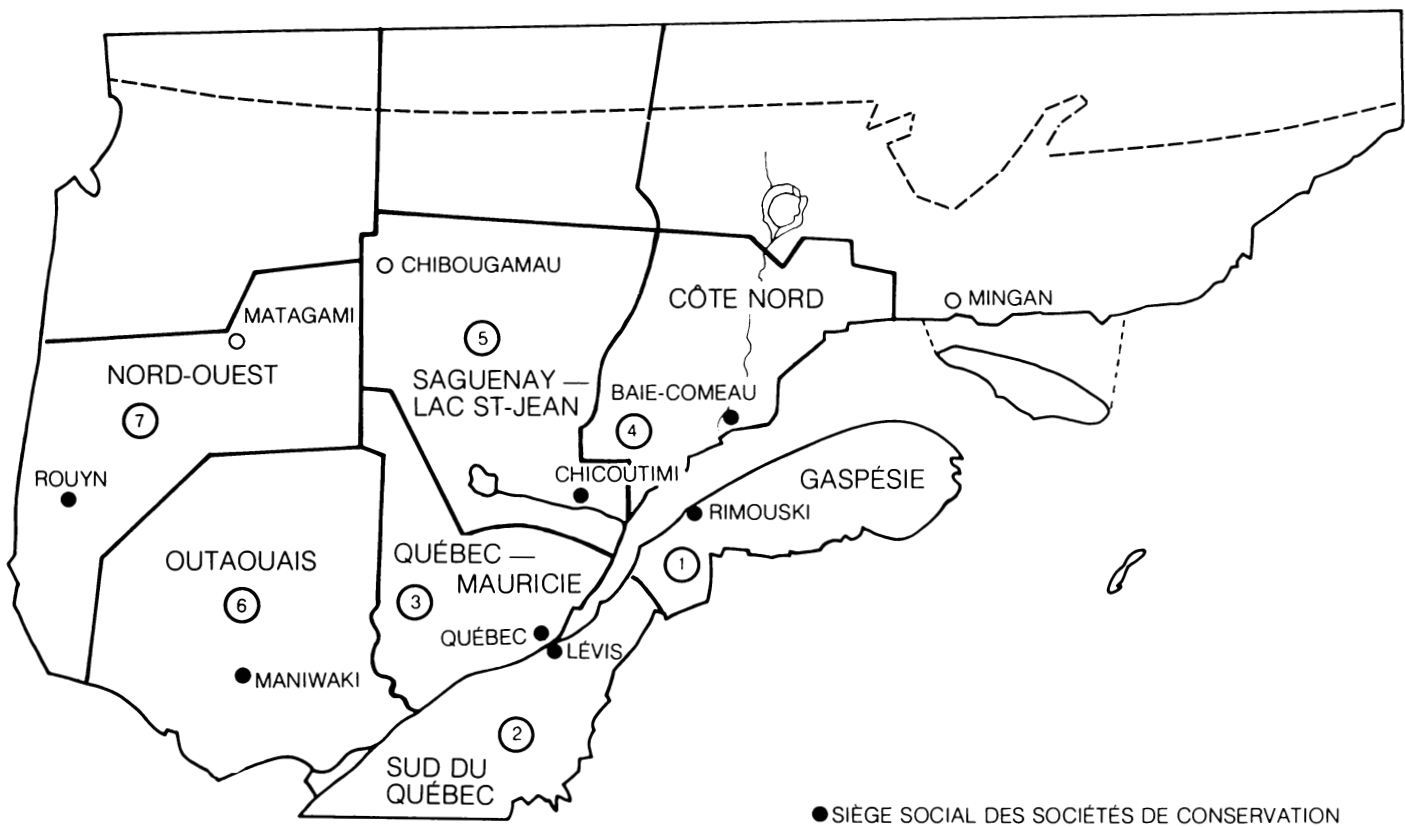 CHIBOUGAMAU
CÔTE NORD
MINGAN
MATAGAMI
5
NORD-OUEST
SAGUENAY —
LAC ST-JEAN
BAIE-COMEAU
7
4
ROUYN
CHICOUTIMI
GASPÉSIE
RIMOUSKI
OUTAOUAIS
QUÉBEC —
MAURICIE
1
6
3
QUÉBEC
LÉVIS
MANIWAKI
2
SUD DU
QUÉBEC
SIÈGE SOCIAL DES SOCIÉTÉS DE CONSERVATION